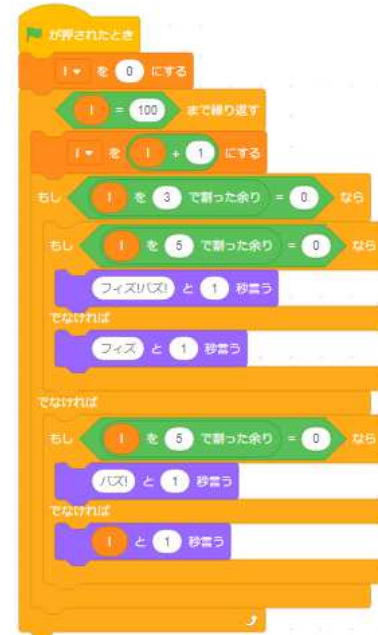 が押されたとき
I を 0 にする
I = 100 まで繰り返す
I を I + 1 にする
もし I を 3 で割った余り = 0 なら
もし I を 5 で割った余り = 0 なら
フィズ!バズ! と 1 秒言う
でなければ
フィズ と 1 秒言う
でなければ
もし I を 5 で割った余り = 0 なら
バズ! と 1 秒言う
でなければ
I と 1 秒言う